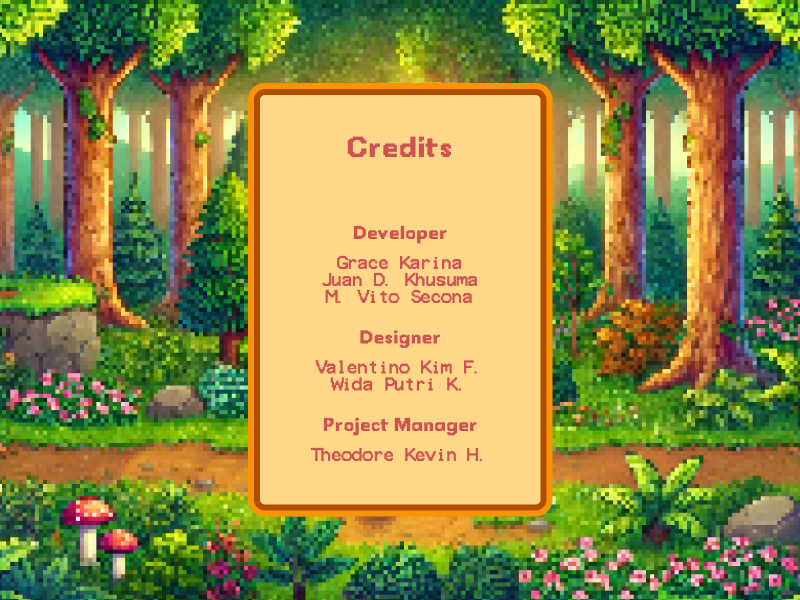 Credits
Developer
Grace Karina
Juan D. Khusuma
M. Vito Secona
Designer
Valentino Kim F.
Wida Putri K.
Project Manager
Theodore Kevin H.